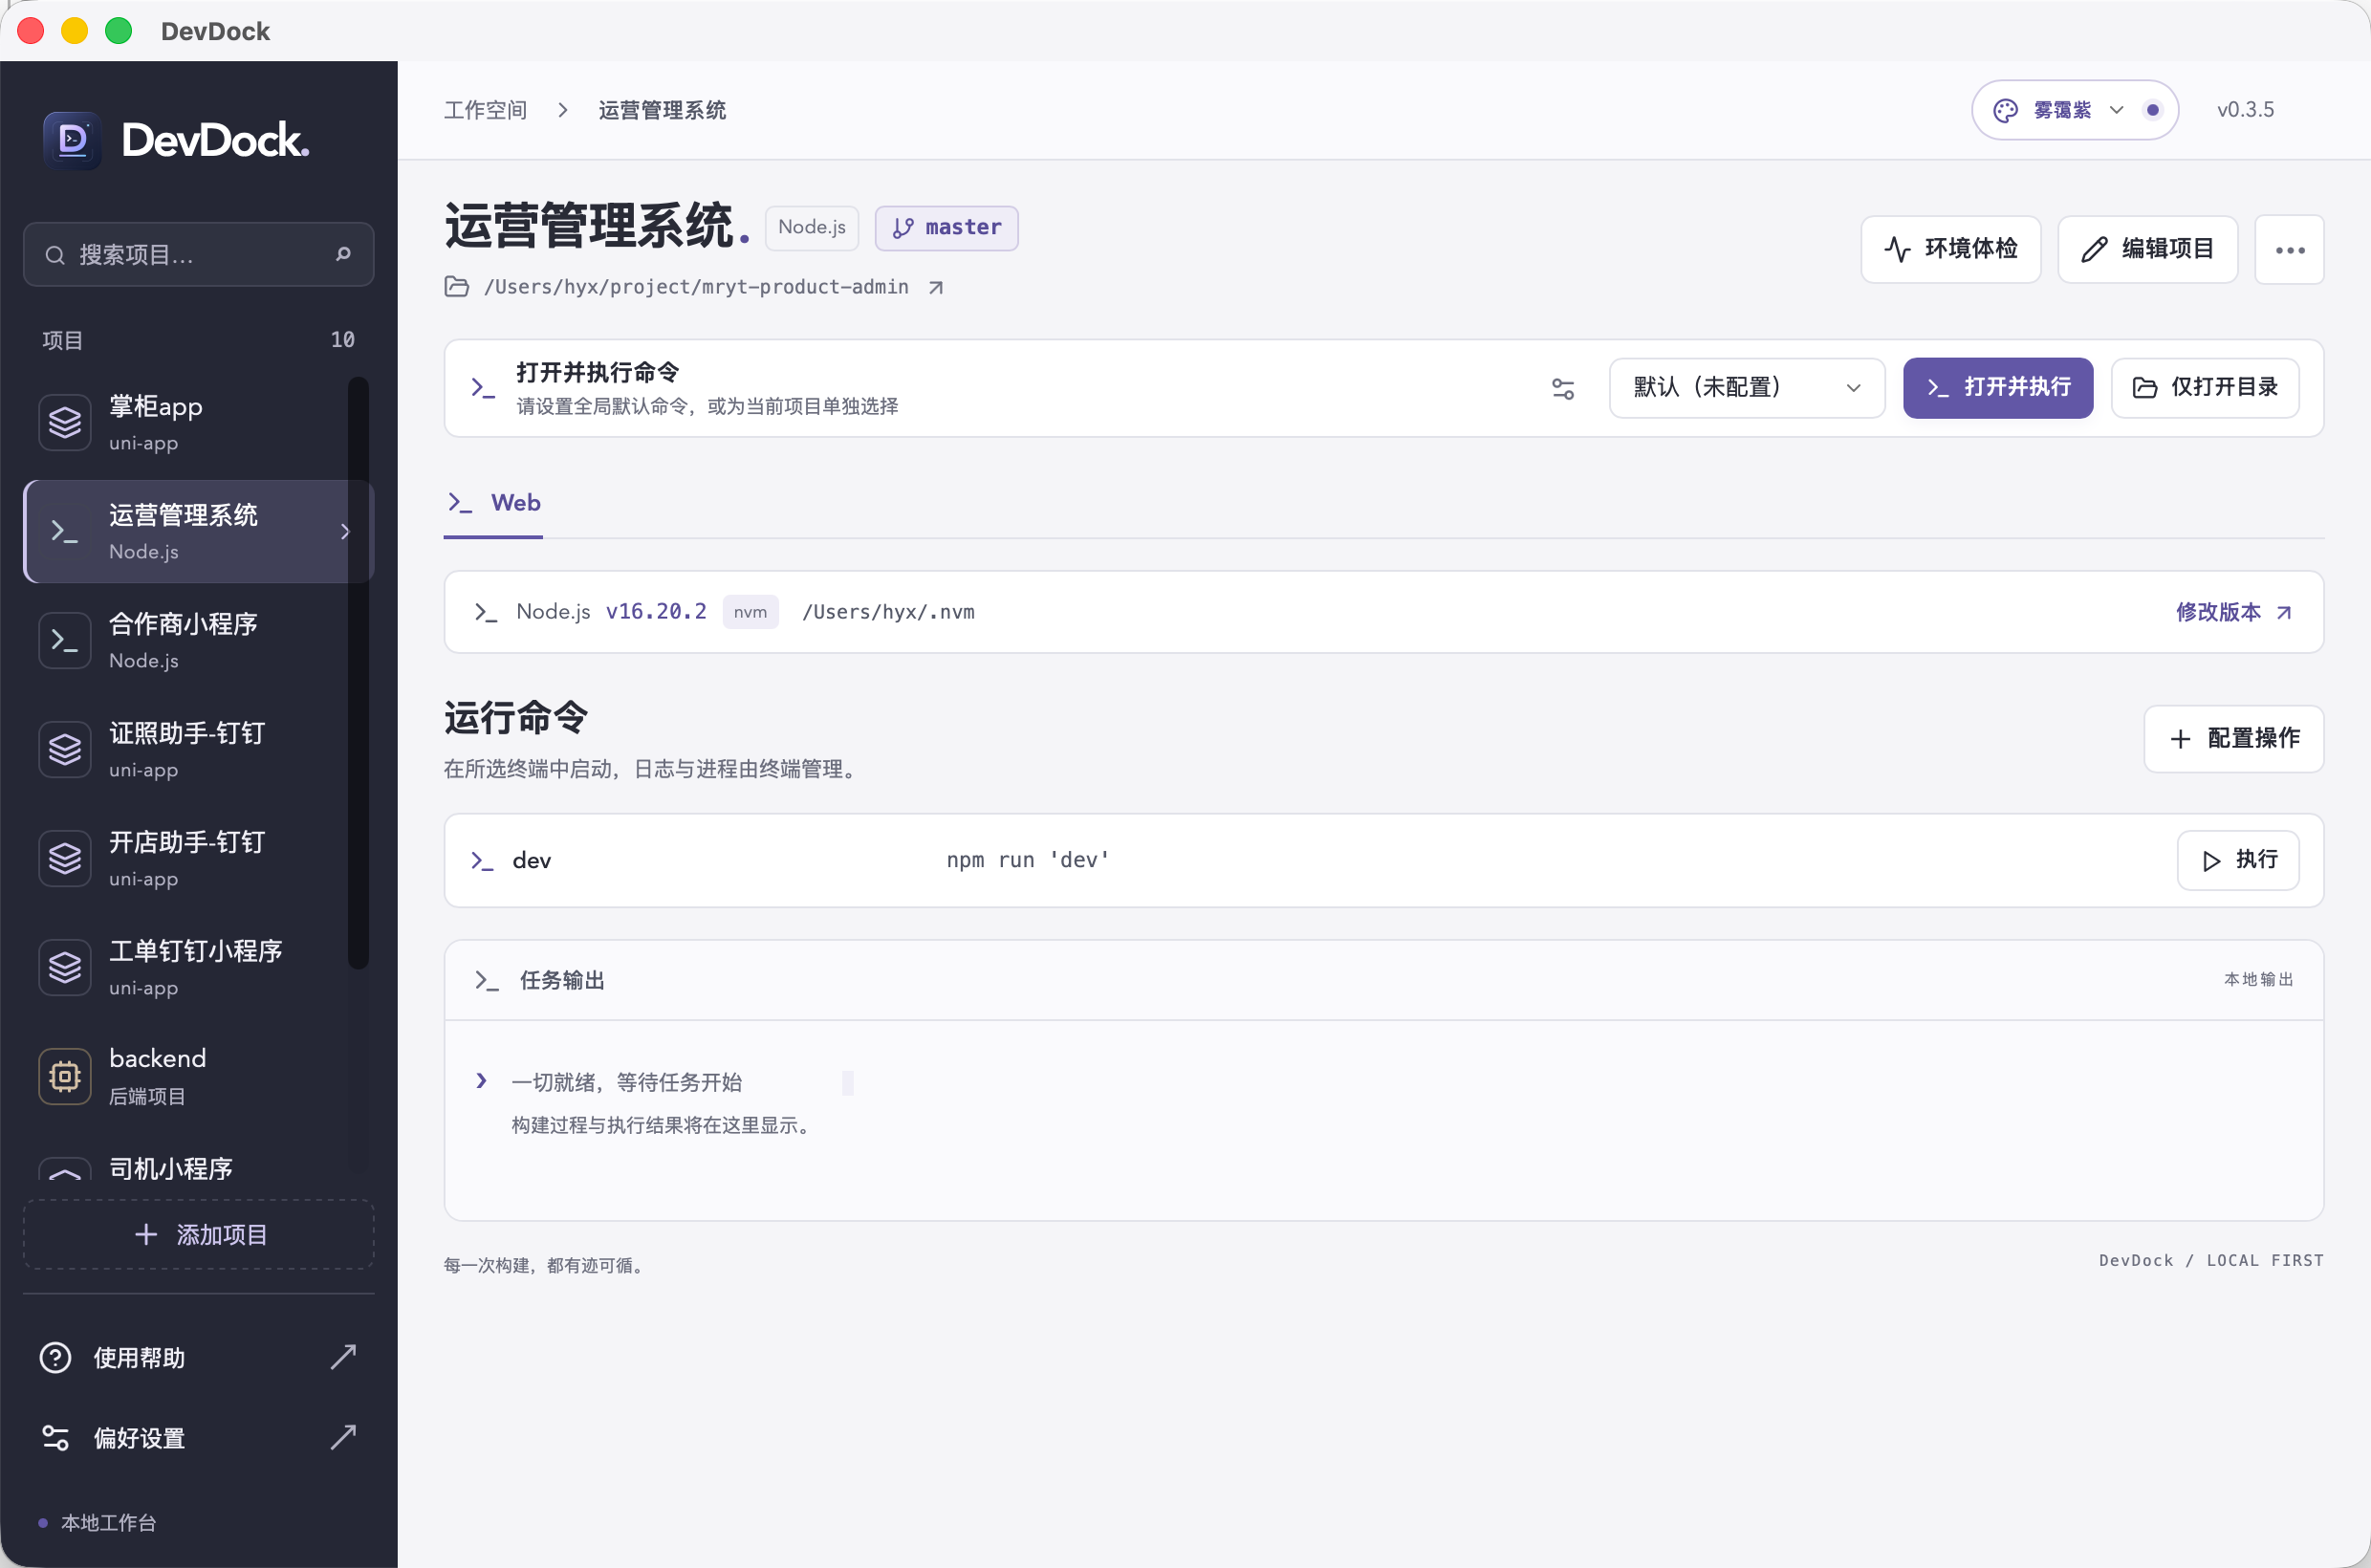 DevDock
DevDock.
搜索项目...
项目 10
掌柜app
uni-app
运营管理系统
Node.js
合作商小程序
Node.js
证照助手-钉钉
uni-app
开店助手-钉钉
uni-app
工单钉钉小程序
uni-app
backend
后端项目
司机小程序
添加项目
使用帮助
偏好设置
本地工作台
工作空间 > 运营管理系统
雾霭紫 v0.3.5
运营管理系统. Node.js master
/Users/hyx/project/mryt-product-admin
环境体检 编辑项目
打开并执行命令
请设置全局默认命令，或为当前项目单独选择
默认（未配置） 打开并执行 仅打开目录
Web
Node.js v16.20.2 nvm /Users/hyx/.nvm 修改版本
运行命令
在所选终端中启动，日志与进程由终端管理。
配置操作
dev npm run 'dev' 执行
任务输出 本地输出
一切就绪，等待任务开始
构建过程与执行结果将在这里显示。
每一次构建，都有迹可循。 DevDock / LOCAL FIRST